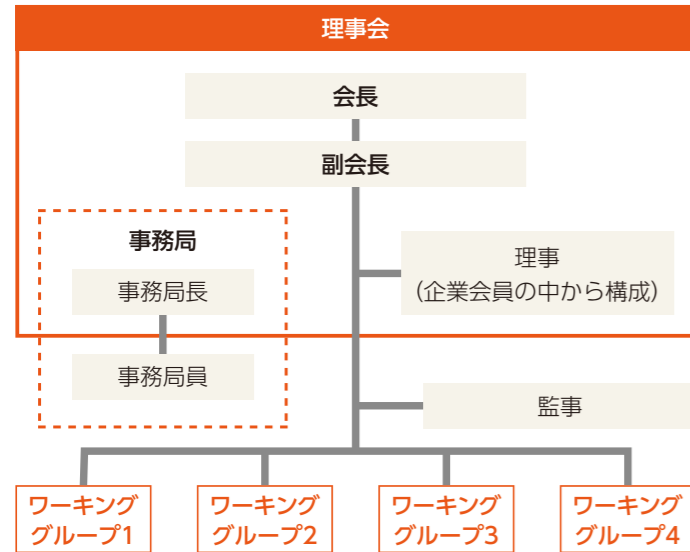 理事会
会長
副会長
事務局
事務局長
事務局員
理事
(企業会員の中から構成)
監事
ワーキング
グループ1
ワーキング
グループ2
ワーキング
グループ3
ワーキング
グループ4